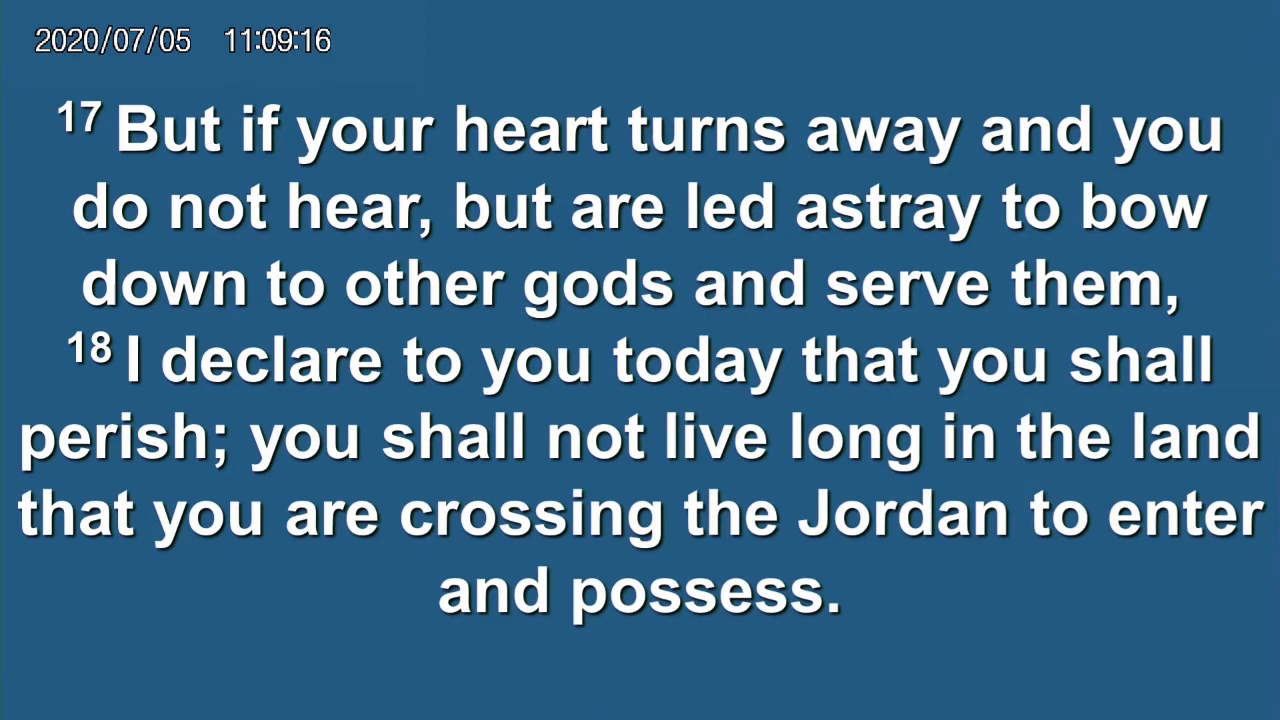 2020/07/05 11:09:16
17 But if your heart turns away and you
do not hear, but are led astray to bow
down to other gods and serve them,
18 I declare to you today that you shall
perish; you shall not live long in the land
that you are crossing the Jordan to enter
and possess.